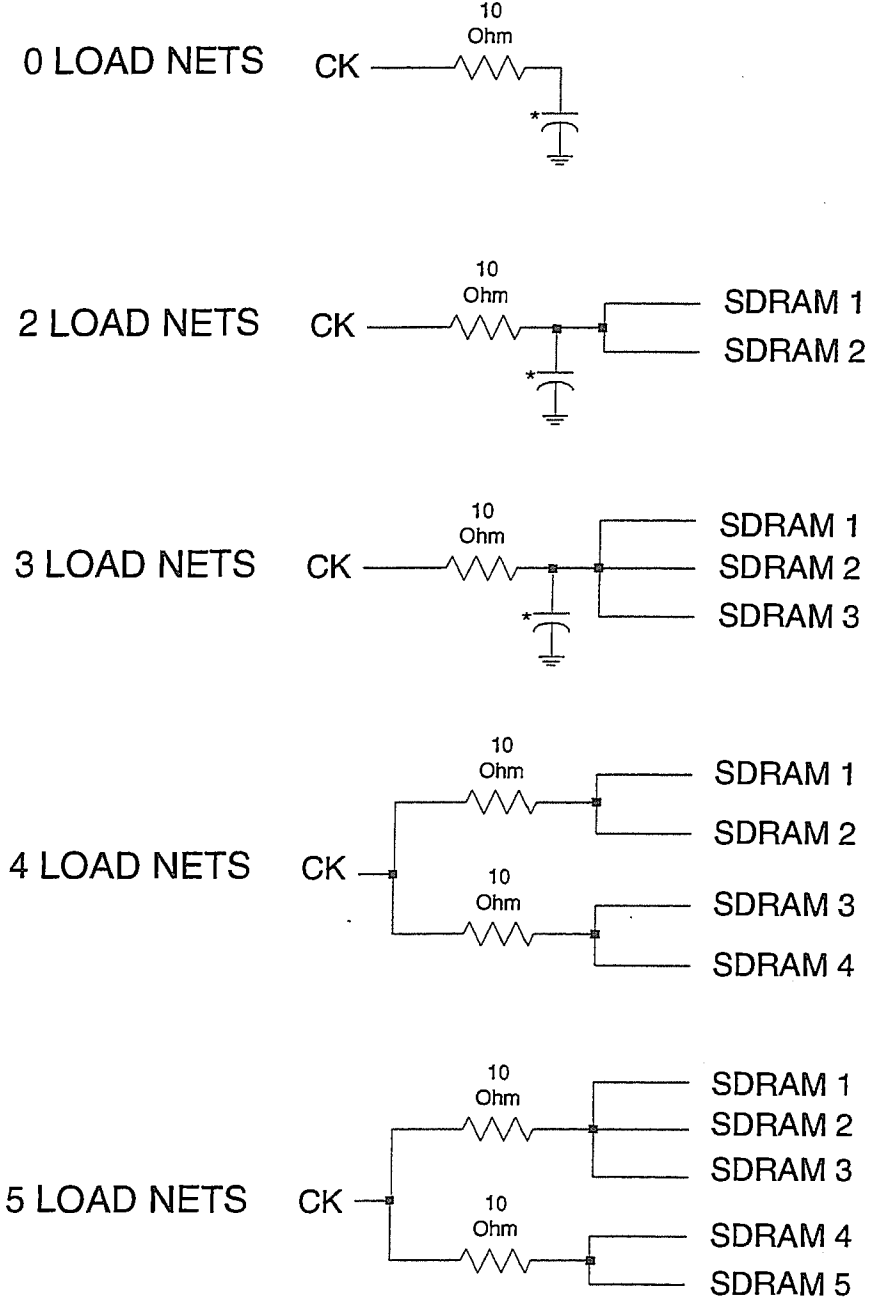 10
Ohm
0 LOAD NETS CK
*
10
Ohm
2 LOAD NETS CK
SDRAM 1
SDRAM 2
*
10
Ohm
3 LOAD NETS CK
SDRAM 1
SDRAM 2
SDRAM 3
*
10
Ohm
SDRAM 1
SDRAM 2
4 LOAD NETS CK
10
Ohm
SDRAM 3
SDRAM 4
10
Ohm
SDRAM 1
SDRAM 2
SDRAM 3
5 LOAD NETS CK
10
Ohm
SDRAM 4
SDRAM 5